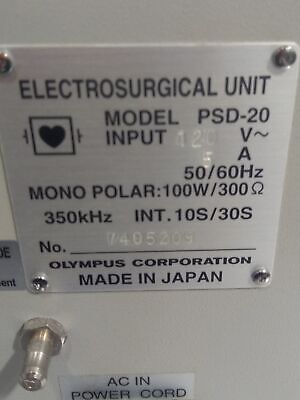 ELECTROSURGICAL UNIT
MODEL PSD-20
INPUT 120 V~
5 A
50/60Hz
MONO POLAR:100W/300Ω
350kHz INT.10S/30S
No. 7405209
OLYMPUS CORPORATION
MADE IN JAPAN
AC IN
POWER CORD